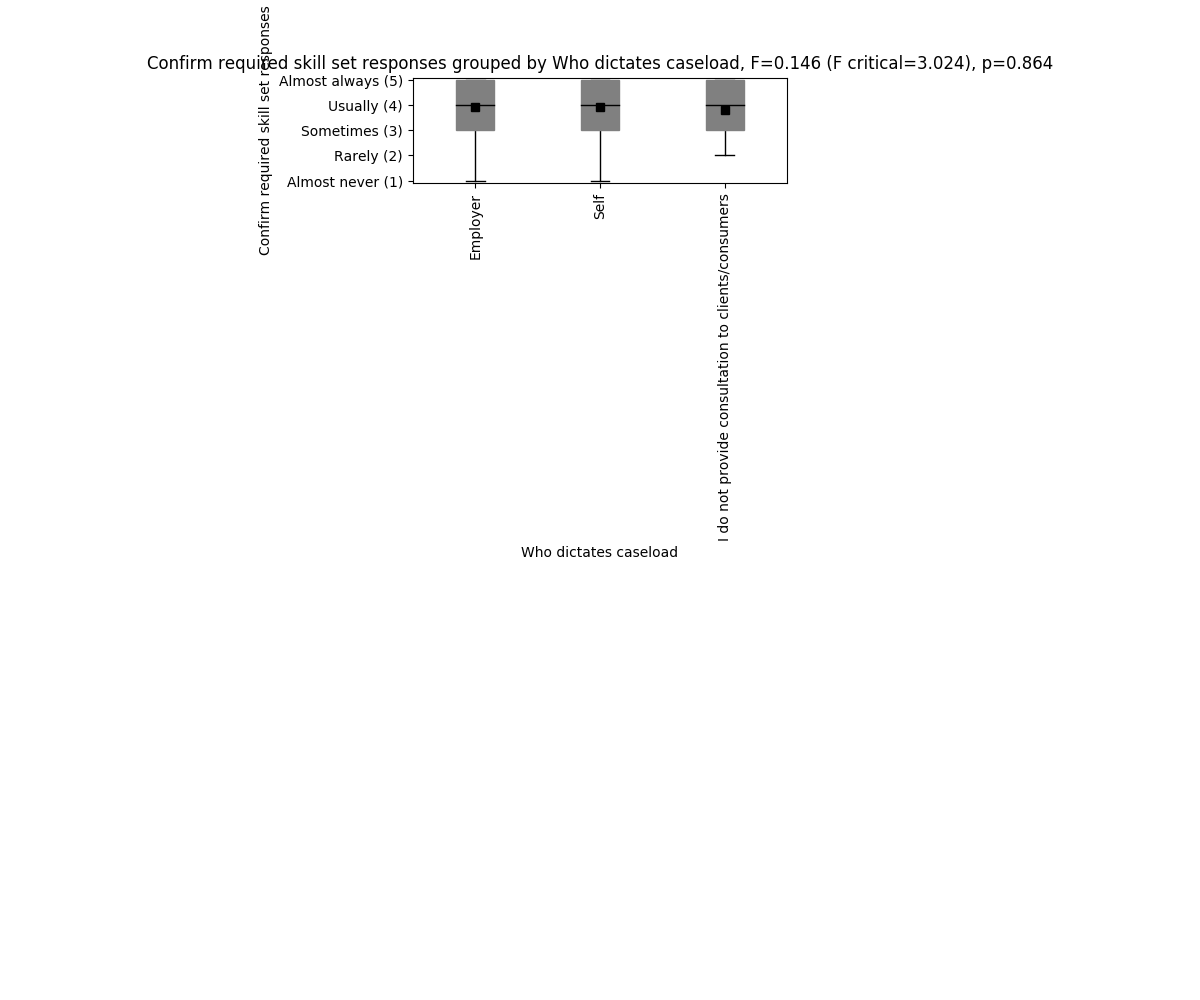 Confirm required skill set responses grouped by Who dictates caseload, F=0.146 (F critical=3.024), p=0.864
Confirm required skill set responses
Almost always (5)
Usually (4)
Sometimes (3)
Rarely (2)
Almost never (1)
Employer
Self
I do not provide consultation to clients/consumers
Who dictates caseload